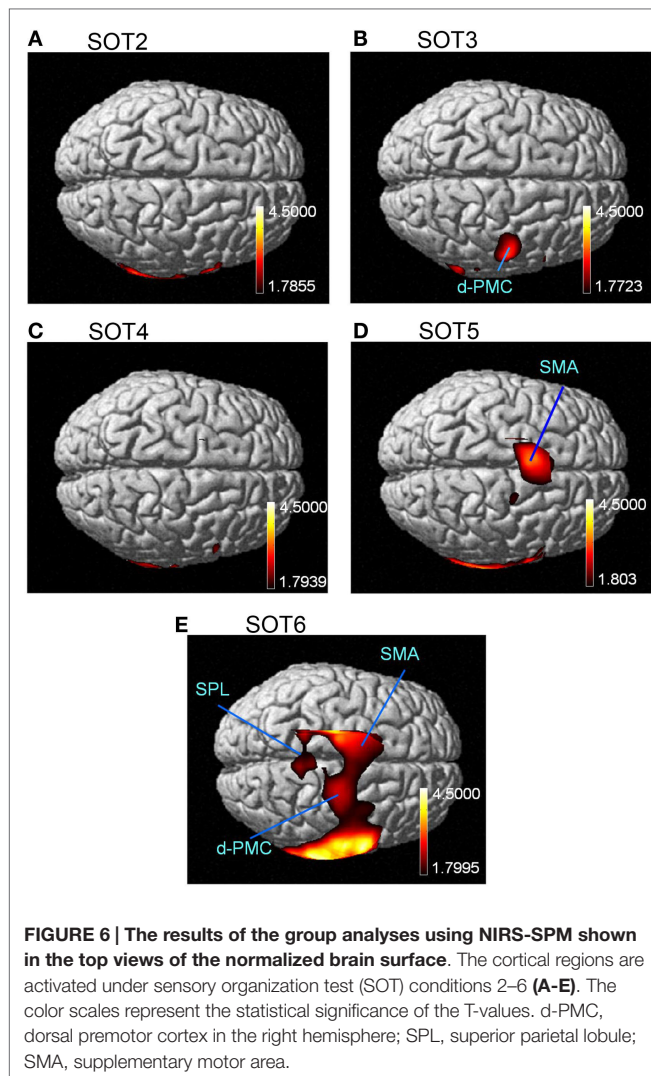 A SOT2
4.5000
1.7855
B SOT3
4.5000
1.7723
d-PMC
C SOT4
4.5000
1.7939
D SOT5
SMA
4.5000
1.803
E SOT6
SMA
SPL
4.5000
d-PMC
1.7995
FIGURE 6 | The results of the group analyses using NIRS-SPM shown
in the top views of the normalized brain surface. The cortical regions are
activated under sensory organization test (SOT) conditions 2–6 (A-E). The
color scales represent the statistical significance of the T-values. d-PMC,
dorsal premotor cortex in the right hemisphere; SPL, superior parietal lobule;
SMA, supplementary motor area.